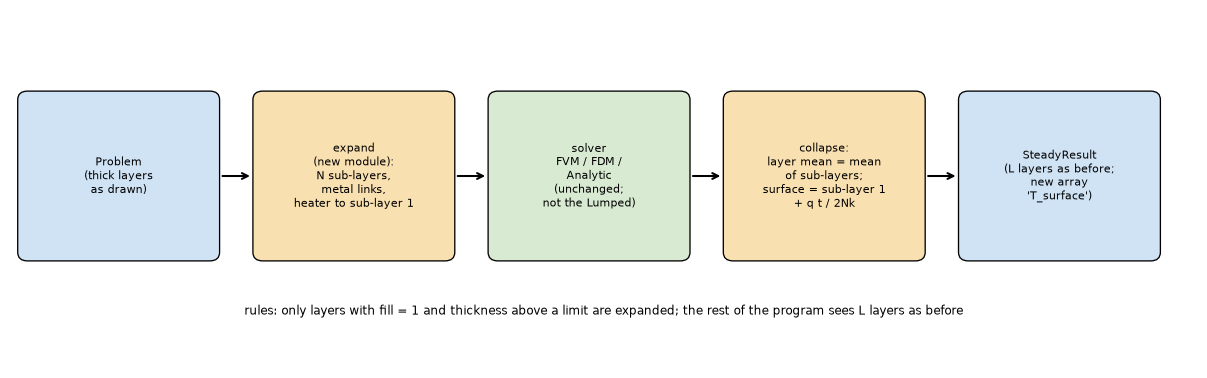 Problem
(thick layers
as drawn)
expand
(new module):
N sub-layers,
metal links,
heater to sub-layer 1
solver
FVM / FDM /
Analytic
(unchanged;
not the Lumped)
collapse:
layer mean = mean
of sub-layers;
surface = sub-layer 1
+ q t / 2Nk
SteadyResult
(L layers as before;
new array
'T_surface')
rules: only layers with fill = 1 and thickness above a limit are expanded; the rest of the program sees L layers as before